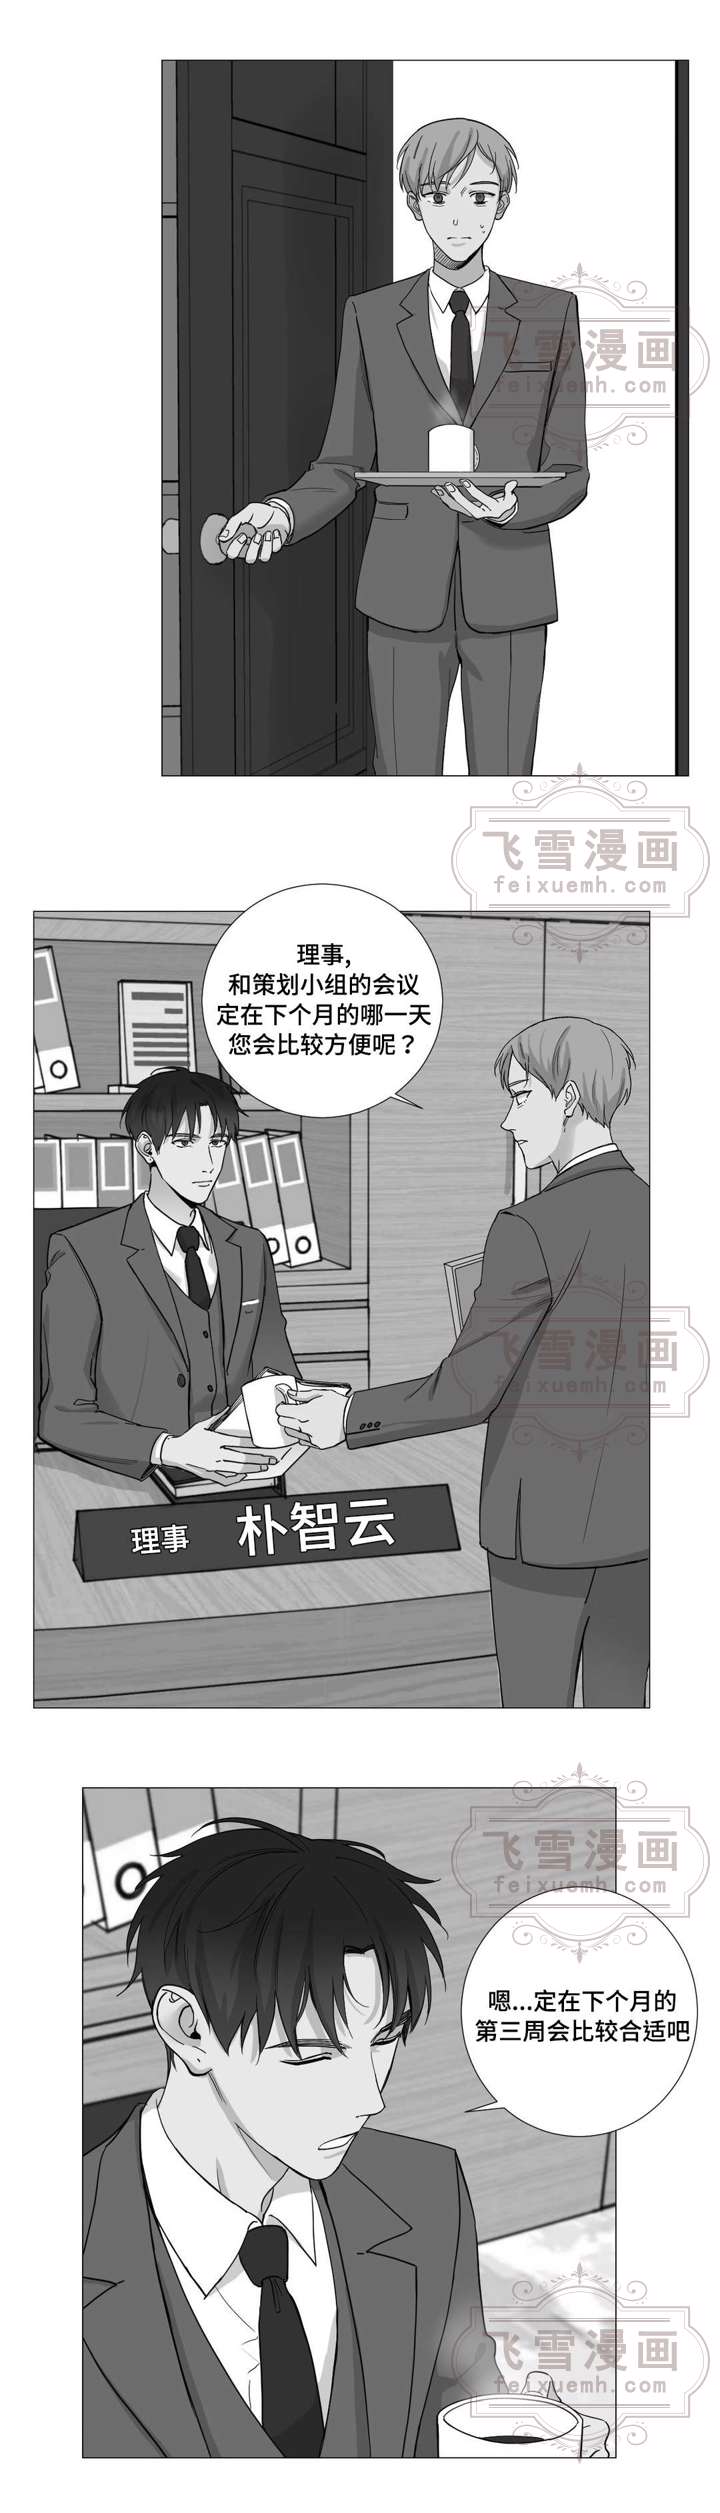 飞雪漫画
feixuemh.com
飞雪漫画
feixuemh.com
理事,
和策划小组的会议
定在下个月的哪一天
您会比较方便呢？
飞雪漫画
feixuemh.com
理事 朴智云
飞雪漫画
feixuemh.com
嗯...定在下个月的
第三周会比较合适吧
飞雪漫画
feixuemh.com